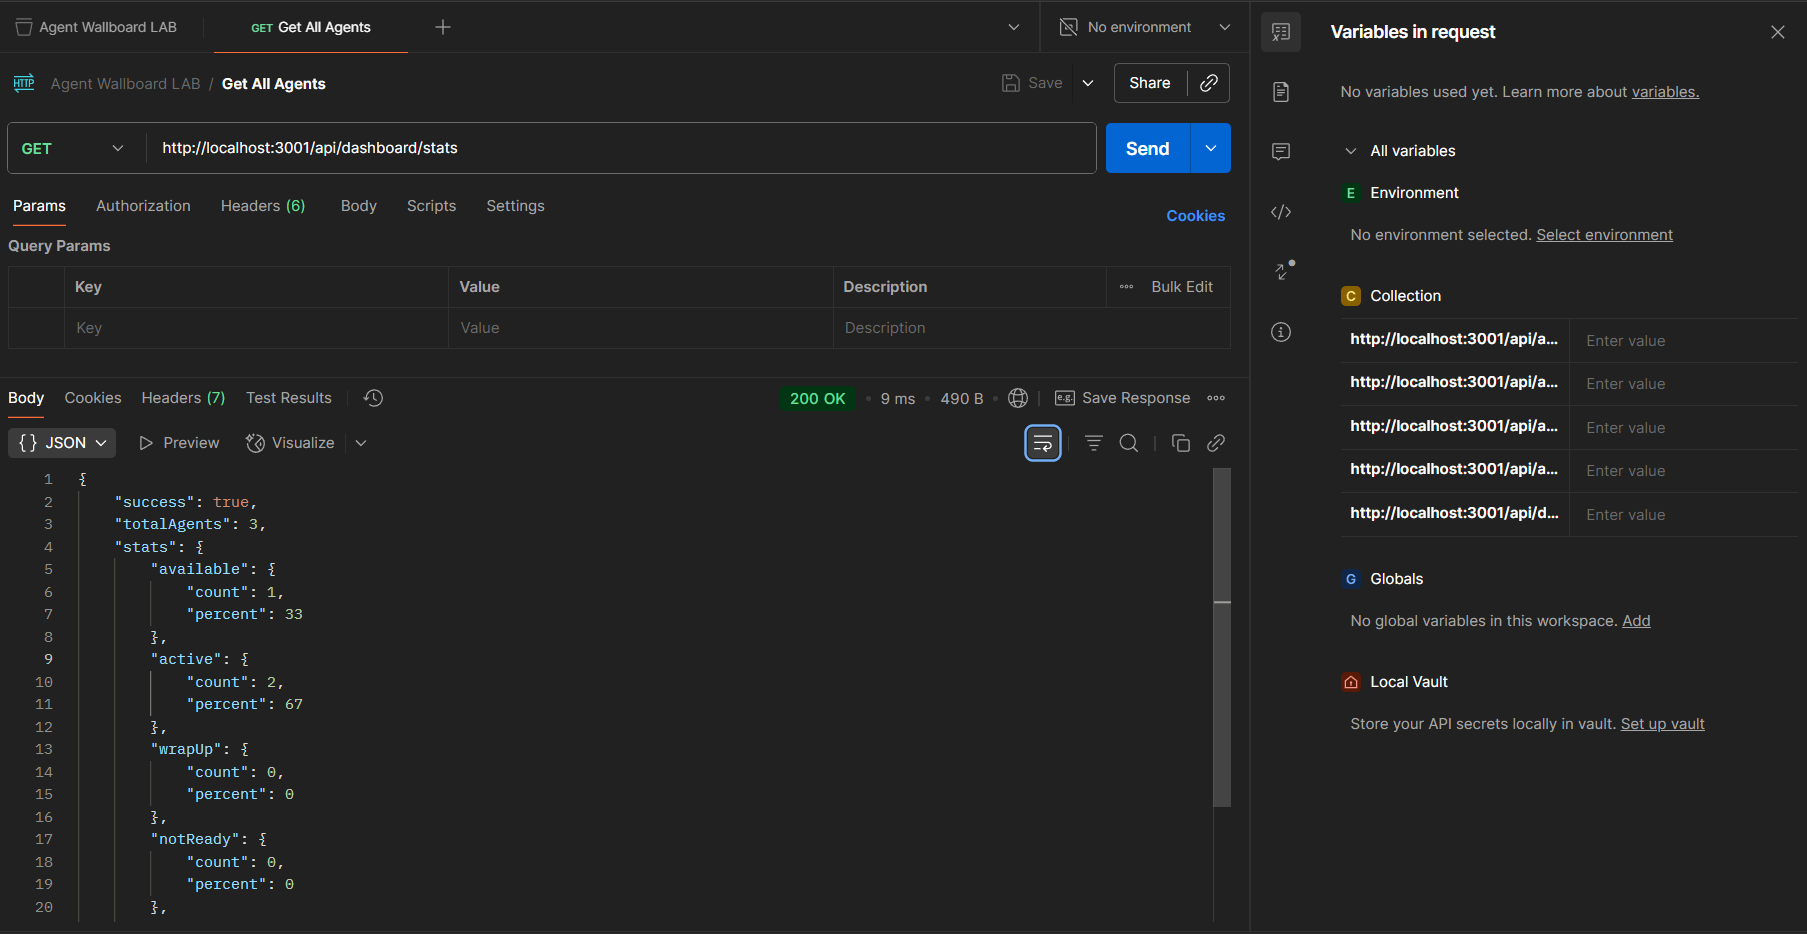 Agent Wallboard LAB
GET Get All Agents
No environment
HTTP Agent Wallboard LAB / Get All Agents
Save
Share
GET
http://localhost:3001/api/dashboard/stats
Send
Params Authorization Headers (6) Body Scripts Settings
Cookies
Query Params
Key Value Description Bulk Edit
Key Value Description
Body Cookies Headers (7) Test Results
200 OK • 9 ms • 490 B
e.g. Save Response
{ } JSON Preview Visualize
1 {
2 "success": true,
3 "totalAgents": 3,
4 "stats": {
5 "available": {
6 "count": 1,
7 "percent": 33
8 },
9 "active": {
10 "count": 2,
11 "percent": 67
12 },
13 "wrapUp": {
14 "count": 0,
15 "percent": 0
16 },
17 "notReady": {
18 "count": 0,
19 "percent": 0
20 },
Variables in request
No variables used yet. Learn more about variables.
All variables
E Environment
No environment selected. Select environment
C Collection
http://localhost:3001/api/a... Enter value
http://localhost:3001/api/a... Enter value
http://localhost:3001/api/a... Enter value
http://localhost:3001/api/a... Enter value
http://localhost:3001/api/d... Enter value
G Globals
No global variables in this workspace. Add
Local Vault
Store your API secrets locally in vault. Set up vault